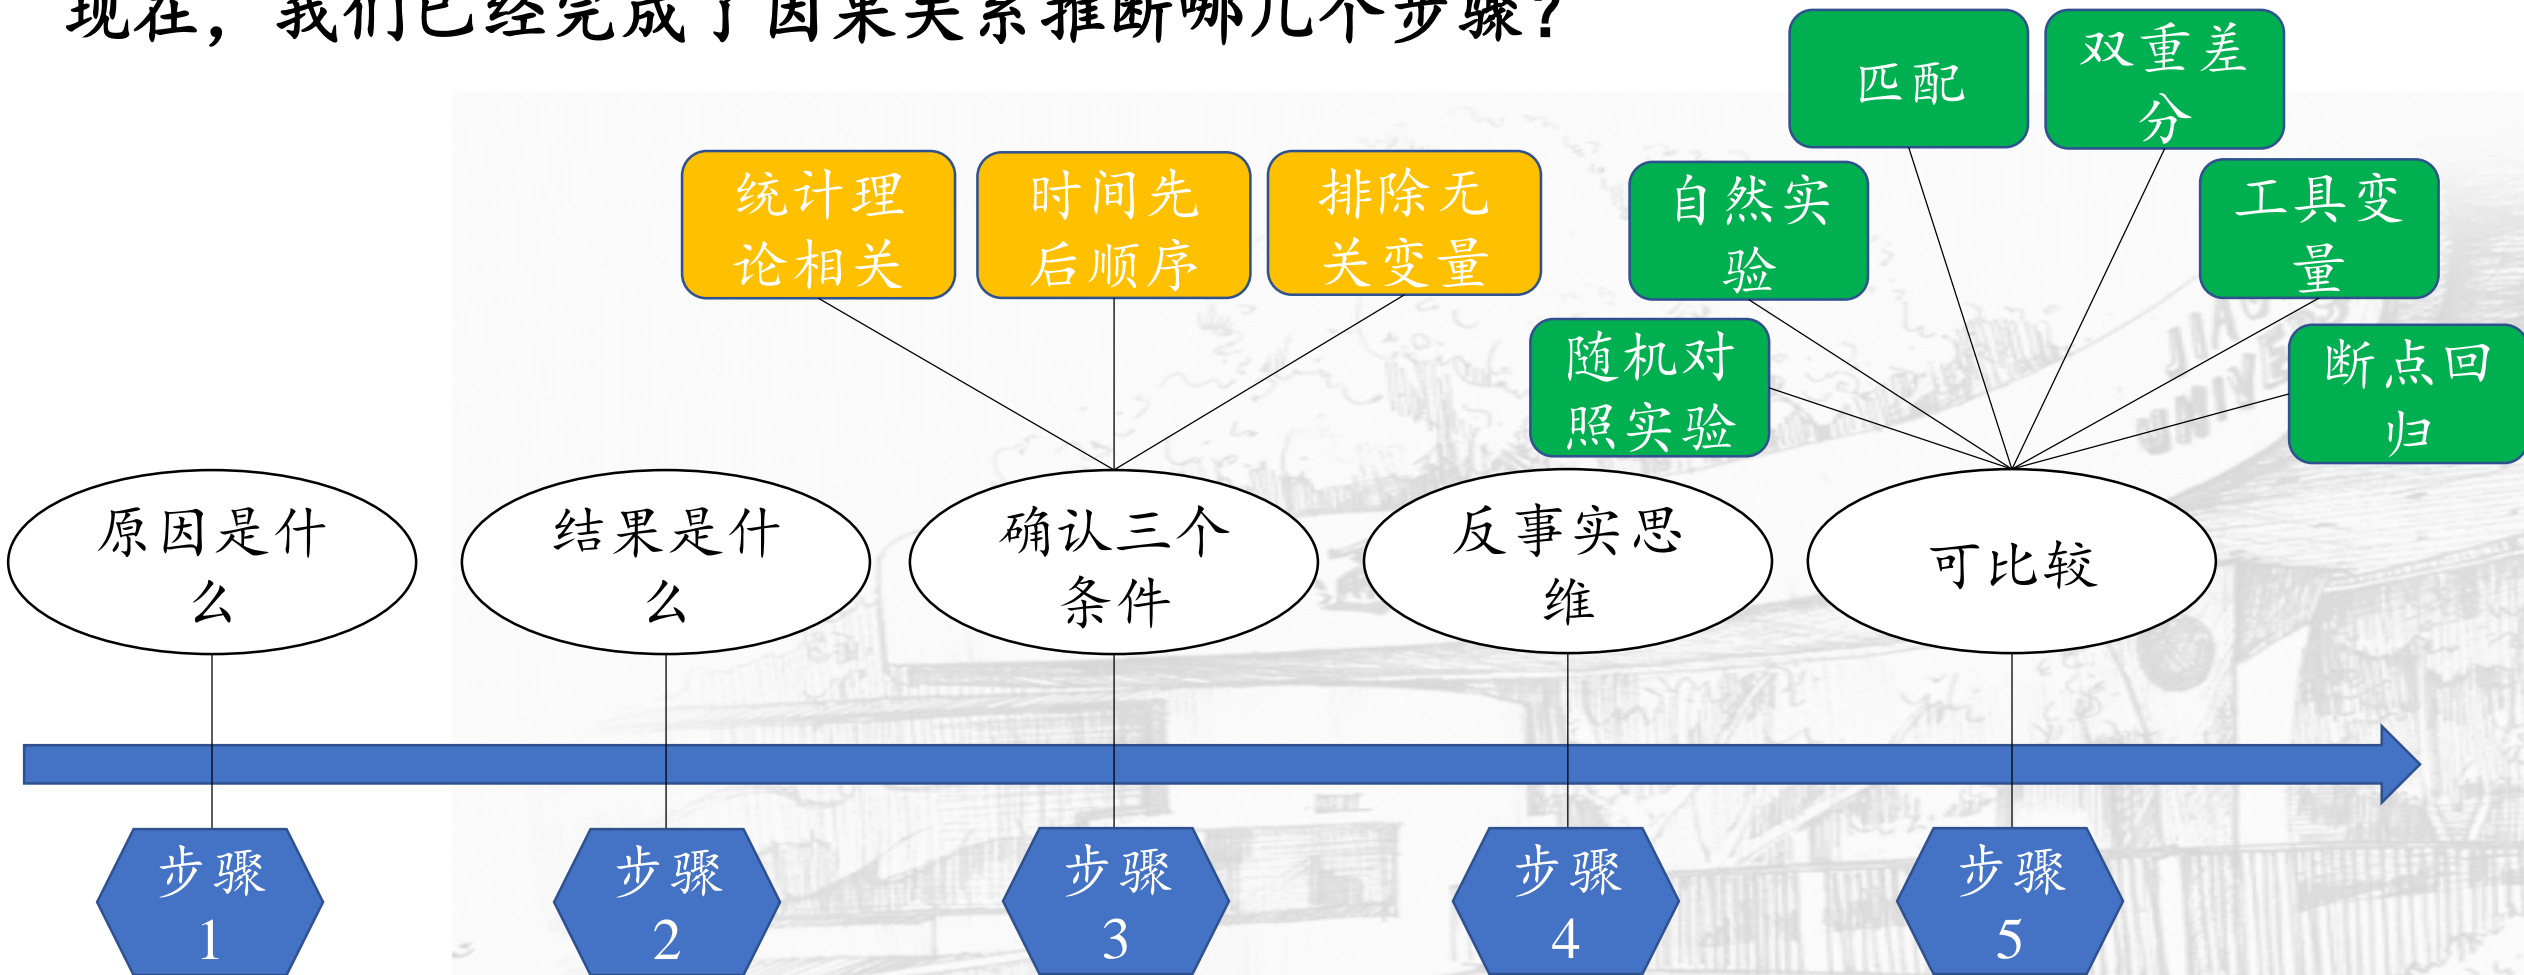 现在，我们已经完成了因果关系推断哪几个步骤？
匹配
双重差
分
统计理
论相关
时间先
后顺序
排除无
关变量
自然实
验
工具变
量
随机对
照实验
断点回
归
原因是什
么
结果是什
么
确认三个
条件
反事实思
维
可比较
步骤
1
步骤
2
步骤
3
步骤
4
步骤
5